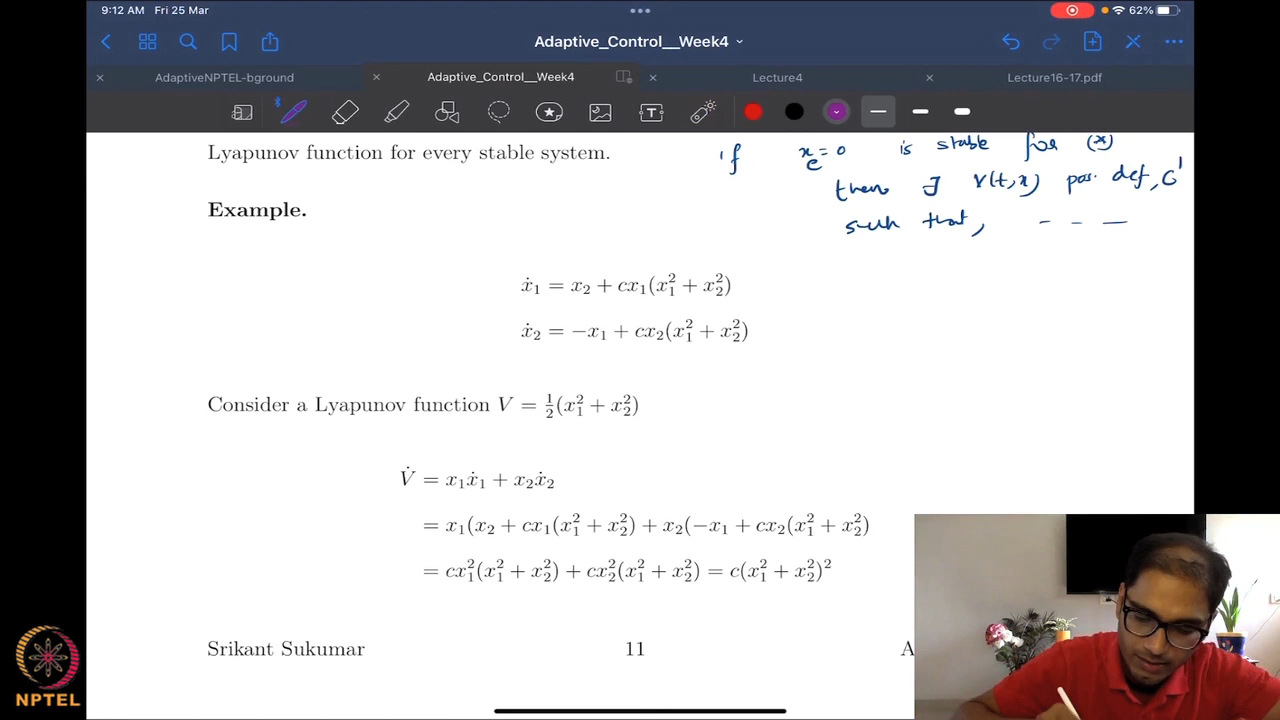 9:12 AM Fri 25 Mar
62%
Adaptive_Control__Week4
AdaptiveNPTEL-bground
Adaptive_Control__Week4
Lecture4
Lecture16-17.pdf
Lyapunov function for every stable system.
if x_e = 0 is stable for (*)
then ∃ V(t,x) pos. def, C¹
such that, - - —
Example.
ẋ₁ = x₂ + cx₁(x₁² + x₂²)
ẋ₂ = −x₁ + cx₂(x₁² + x₂²)
Consider a Lyapunov function V = ½(x₁² + x₂²)
V̇ = x₁ẋ₁ + x₂ẋ₂
= x₁(x₂ + cx₁(x₁² + x₂²) + x₂(−x₁ + cx₂(x₁² + x₂²)
= cx₁²(x₁² + x₂²) + cx₂²(x₁² + x₂²) = c(x₁² + x₂²)²
Srikant Sukumar
11
A
NPTEL